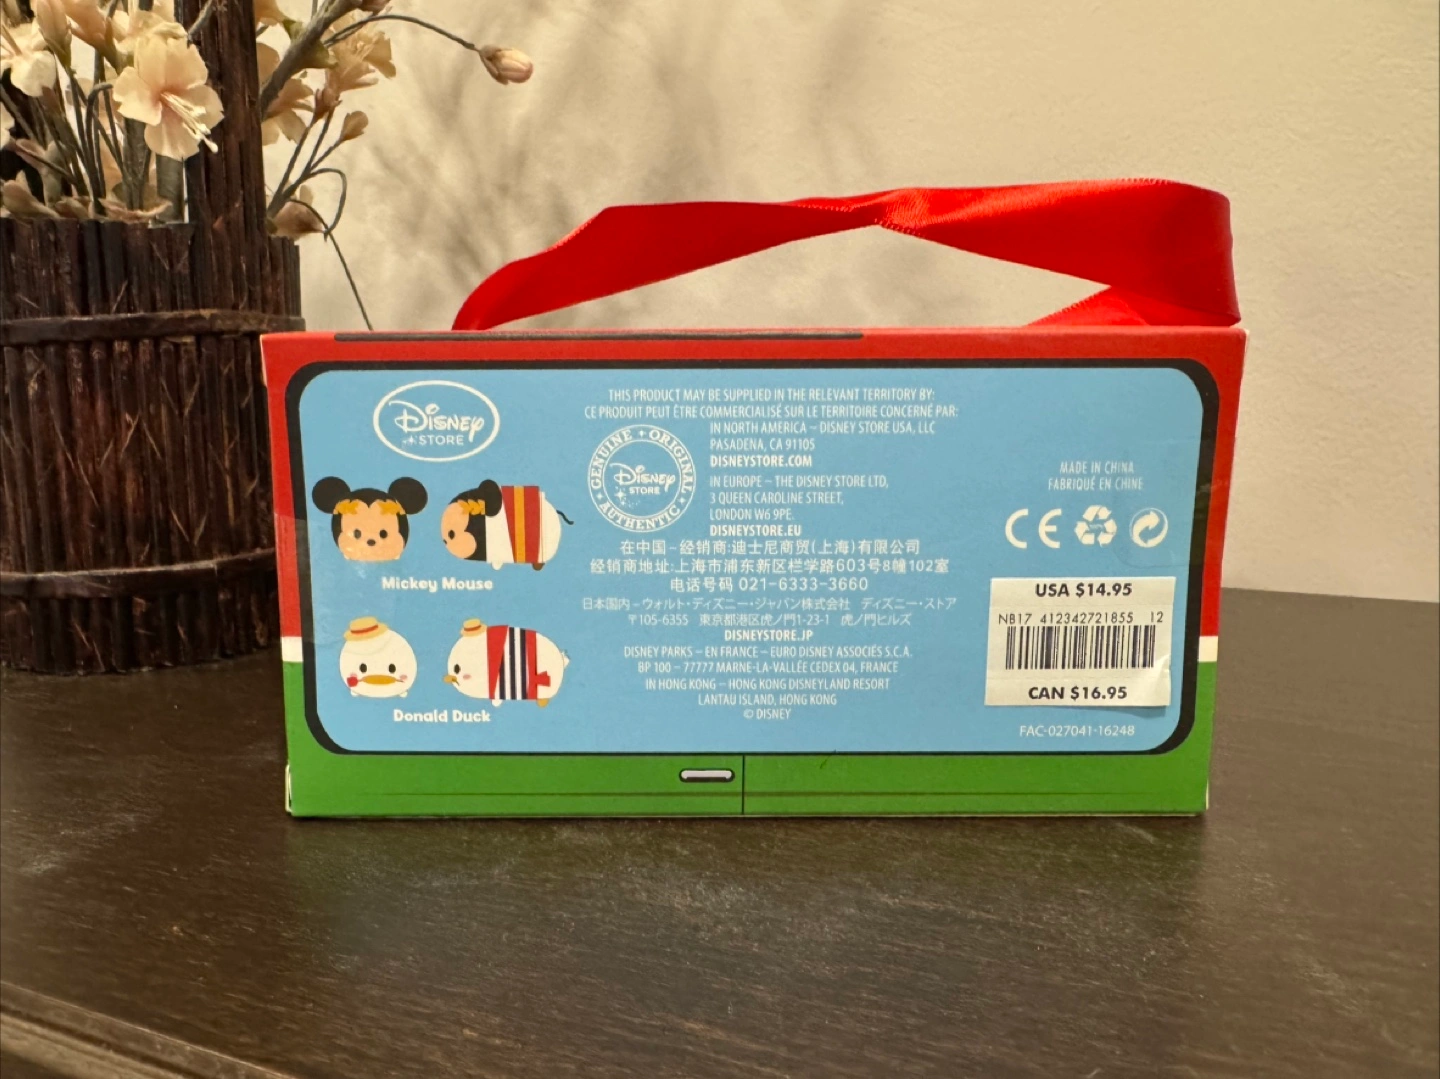 Disney
STORE
Mickey Mouse
Donald Duck
THIS PRODUCT MAY BE SUPPLIED IN THE RELEVANT TERRITORY BY:
CE PRODUIT PEUT ÊTRE COMMERCIALISÉ SUR LE TERRITOIRE CONCERNÉ PAR:
GENUINE • ORIGINAL • AUTHENTIC •
Disney
STORE
IN NORTH AMERICA – DISNEY STORE USA, LLC
PASADENA, CA 91105
DISNEYSTORE.COM
IN EUROPE – THE DISNEY STORE LTD,
3 QUEEN CAROLINE STREET,
LONDON W6 9PE.
DISNEYSTORE.EU
在中国-经销商:迪士尼商贸(上海)有限公司
经销商地址:上海市浦东新区栏学路603号8幢102室
电话号码 021-6333-3660
日本国内-ウォルト・ディズニー・ジャパン株式会社 ディズニー・ストア
〒105-6355 東京都港区虎ノ門1-23-1 虎ノ門ヒルズ
DISNEYSTORE.JP
DISNEY PARKS – EN FRANCE – EURO DISNEY ASSOCIÉS S.C.A.
BP 100 – 77777 MARNE-LA-VALLÉE CEDEX 04, FRANCE
IN HONG KONG – HONG KONG DISNEYLAND RESORT
LANTAU ISLAND, HONG KONG
© DISNEY
MADE IN CHINA
FABRIQUÉ EN CHINE
CE
USA $14.95
NB17 412342721855 12
CAN $16.95
FAC-027041-16248